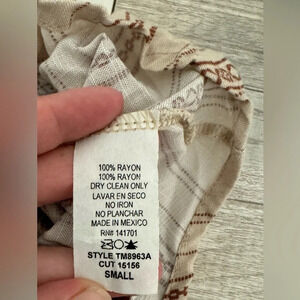 100% RAYON
100% RAYON
DRY CLEAN ONLY
LAVAR EN SECO
NO IRON
NO PLANCHAR
MADE IN MEXICO
RN# 141701
STYLE TM8963A
CUT 15156
SMALL